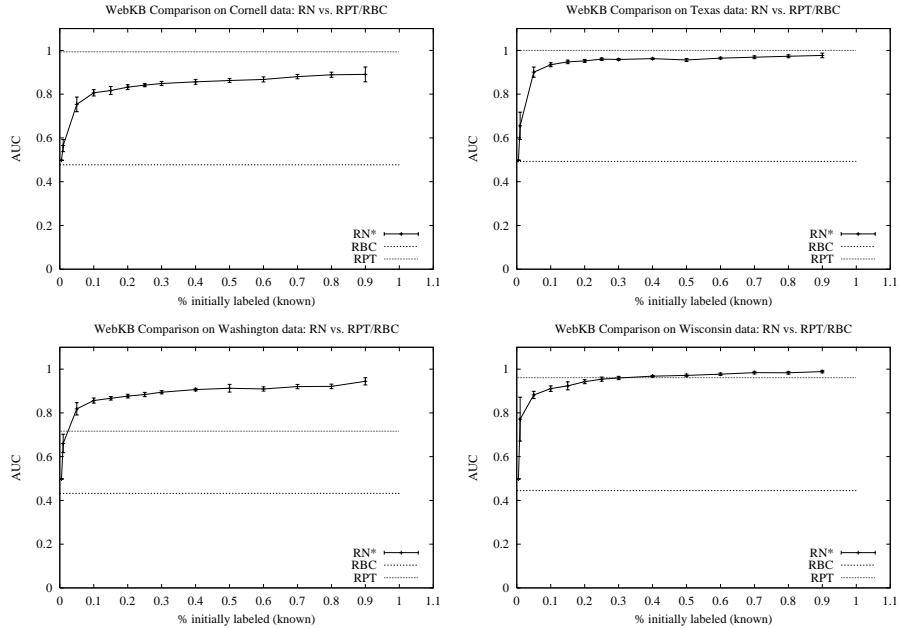 WebKB Comparison on Cornell data: RN vs. RPT/RBC
AUC
1
0.8
0.6
0.4
0.2
0
RN*
RBC
RPT
0 0.1 0.2 0.3 0.4 0.5 0.6 0.7 0.8 0.9 1 1.1
% initially labeled (known)
WebKB Comparison on Texas data: RN vs. RPT/RBC
AUC
1
0.8
0.6
0.4
0.2
0
RN*
RBC
RPT
0 0.1 0.2 0.3 0.4 0.5 0.6 0.7 0.8 0.9 1 1.1
% initially labeled (known)
WebKB Comparison on Washington data: RN vs. RPT/RBC
AUC
1
0.8
0.6
0.4
0.2
0
RN*
RBC
RPT
0 0.1 0.2 0.3 0.4 0.5 0.6 0.7 0.8 0.9 1 1.1
% initially labeled (known)
WebKB Comparison on Wisconsin data: RN vs. RPT/RBC
AUC
1
0.8
0.6
0.4
0.2
0
RN*
RBC
RPT
0 0.1 0.2 0.3 0.4 0.5 0.6 0.7 0.8 0.9 1 1.1
% initially labeled (known)